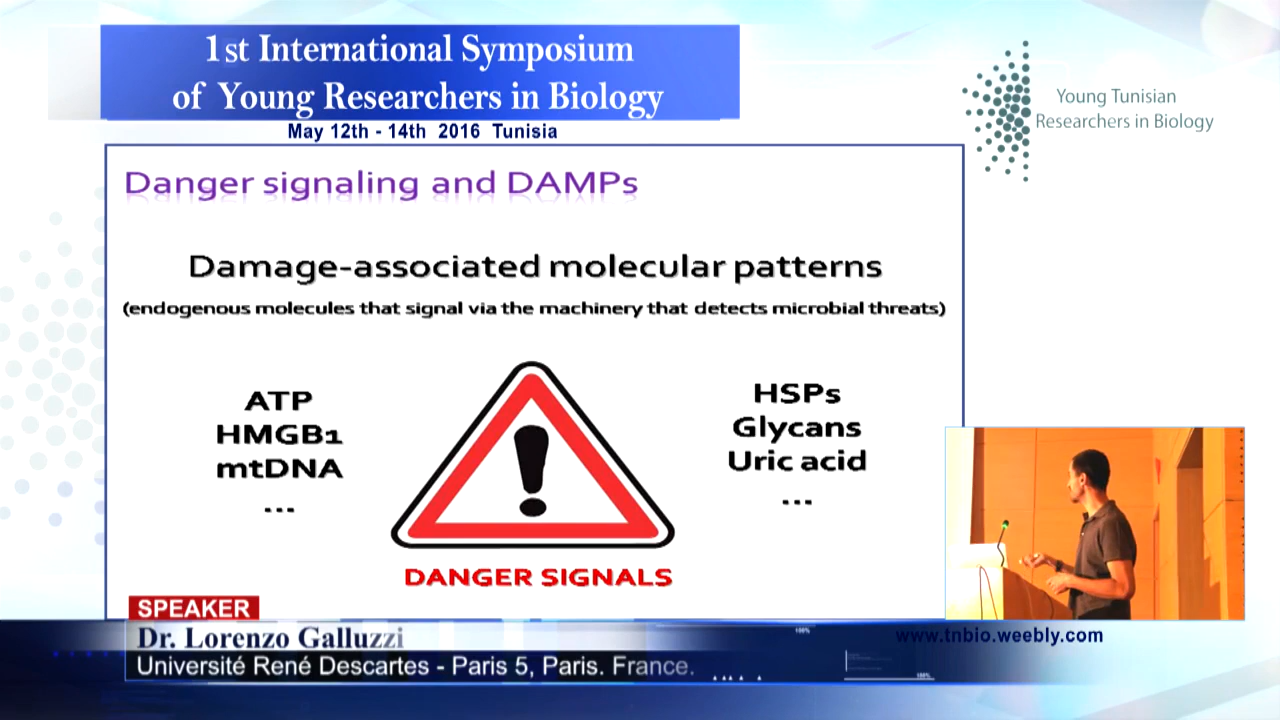 1st International Symposium
of Young Researchers in Biology
May 12th - 14th 2016 Tunisia
Young Tunisian
Researchers in Biology
Danger signaling and DAMPs
Damage-associated molecular patterns
(endogenous molecules that signal via the machinery that detects microbial threats)
ATP
HMGB1
mtDNA
...
HSPs
Glycans
Uric acid
...
!
DANGER SIGNALS
SPEAKER
Dr. Lorenzo Galluzzi
Université René Descartes - Paris 5, Paris. France.
100%
www.tnbio.weebly.com
100%